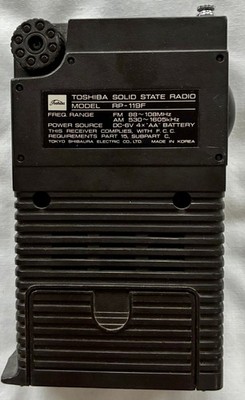 TOSHIBA SOLID STATE RADIO
Toshiba
MODEL RP-119F
FREQ. RANGE FM 88~108MHz
AM 530~1605kHz
POWER SOURCE DC-6V 4×"AA" BATTERY
THIS RECEIVER COMPLIES, WITH F. C. C.
REQUIREMENTS PART 15, SUBPART C,
TOKYO SHIBAURA ELECTRIC CO., LTD. MADE IN KOREA